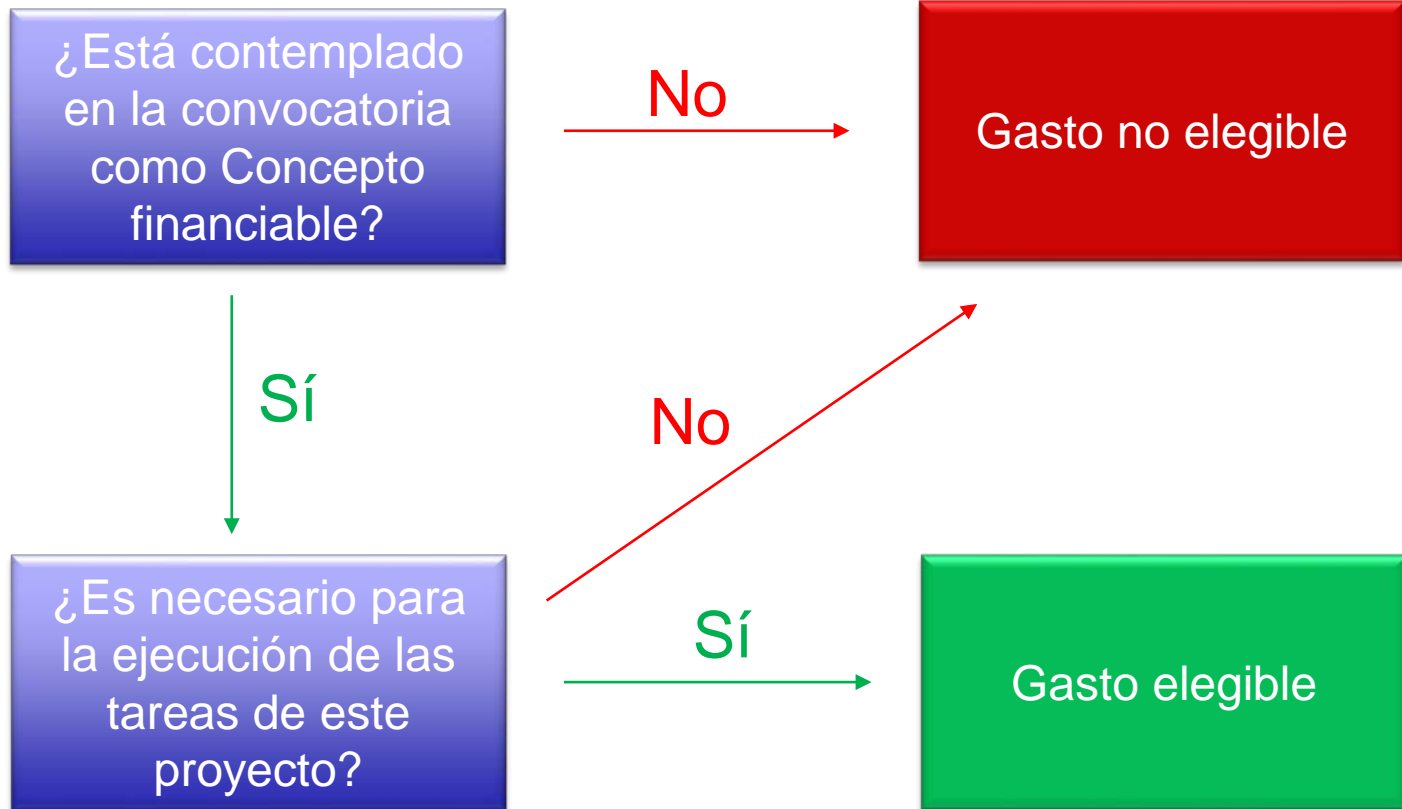 ¿Está contemplado
en la convocatoria
como Concepto
financiable?
No
Gasto no elegible
Sí
No
¿Es necesario para
la ejecución de las
tareas de este
proyecto?
Sí
Gasto elegible